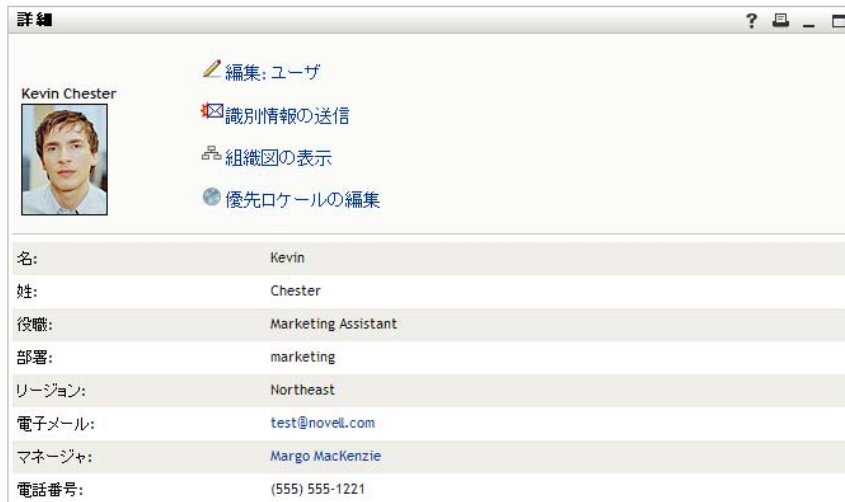 詳細
?
Kevin Chester
編集: ユーザ
識別情報の送信
組織図の表示
優先ロケールの編集
名: Kevin
姓: Chester
役職: Marketing Assistant
部署: marketing
リージョン: Northeast
電子メール: test@novell.com
マネージャ: Margo MacKenzie
電話番号: (555) 555-1221